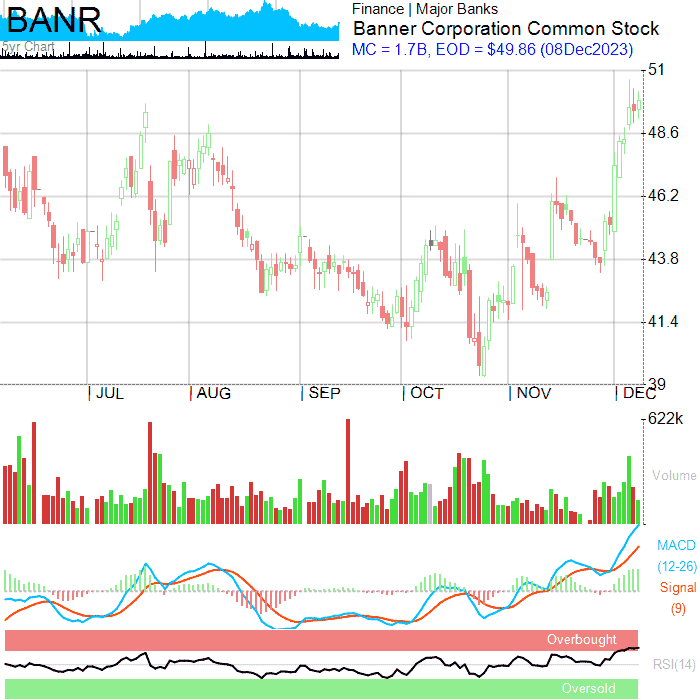 BANR
5yr Chart
Finance | Major Banks
Banner Corporation Common Stock
MC = 1.7B, EOD = $49.86 (08Dec2023)
51
48.6
46.2
43.8
41.4
39
JUL AUG SEP OCT NOV DEC
622k
Volume
MACD
(12-26)
Signal
(9)
Overbought
RSI(14)
Oversold